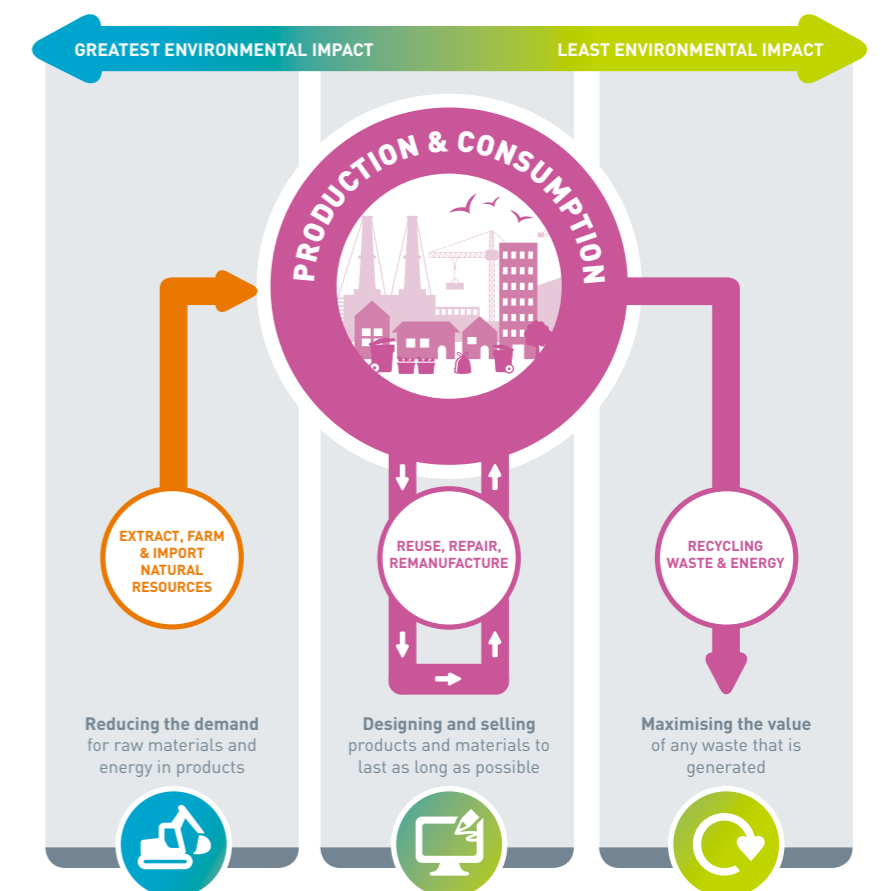 GREATEST ENVIRONMENTAL IMPACT
LEAST ENVIRONMENTAL IMPACT
PRODUCTION & CONSUMPTION
EXTRACT, FARM
& IMPORT
NATURAL
RESOURCES
REUSE, REPAIR,
REMANUFACTURE
RECYCLING
WASTE & ENERGY
Reducing the demand
for raw materials and
energy in products
Designing and selling
products and materials to
last as long as possible
Maximising the value
of any waste that is
generated